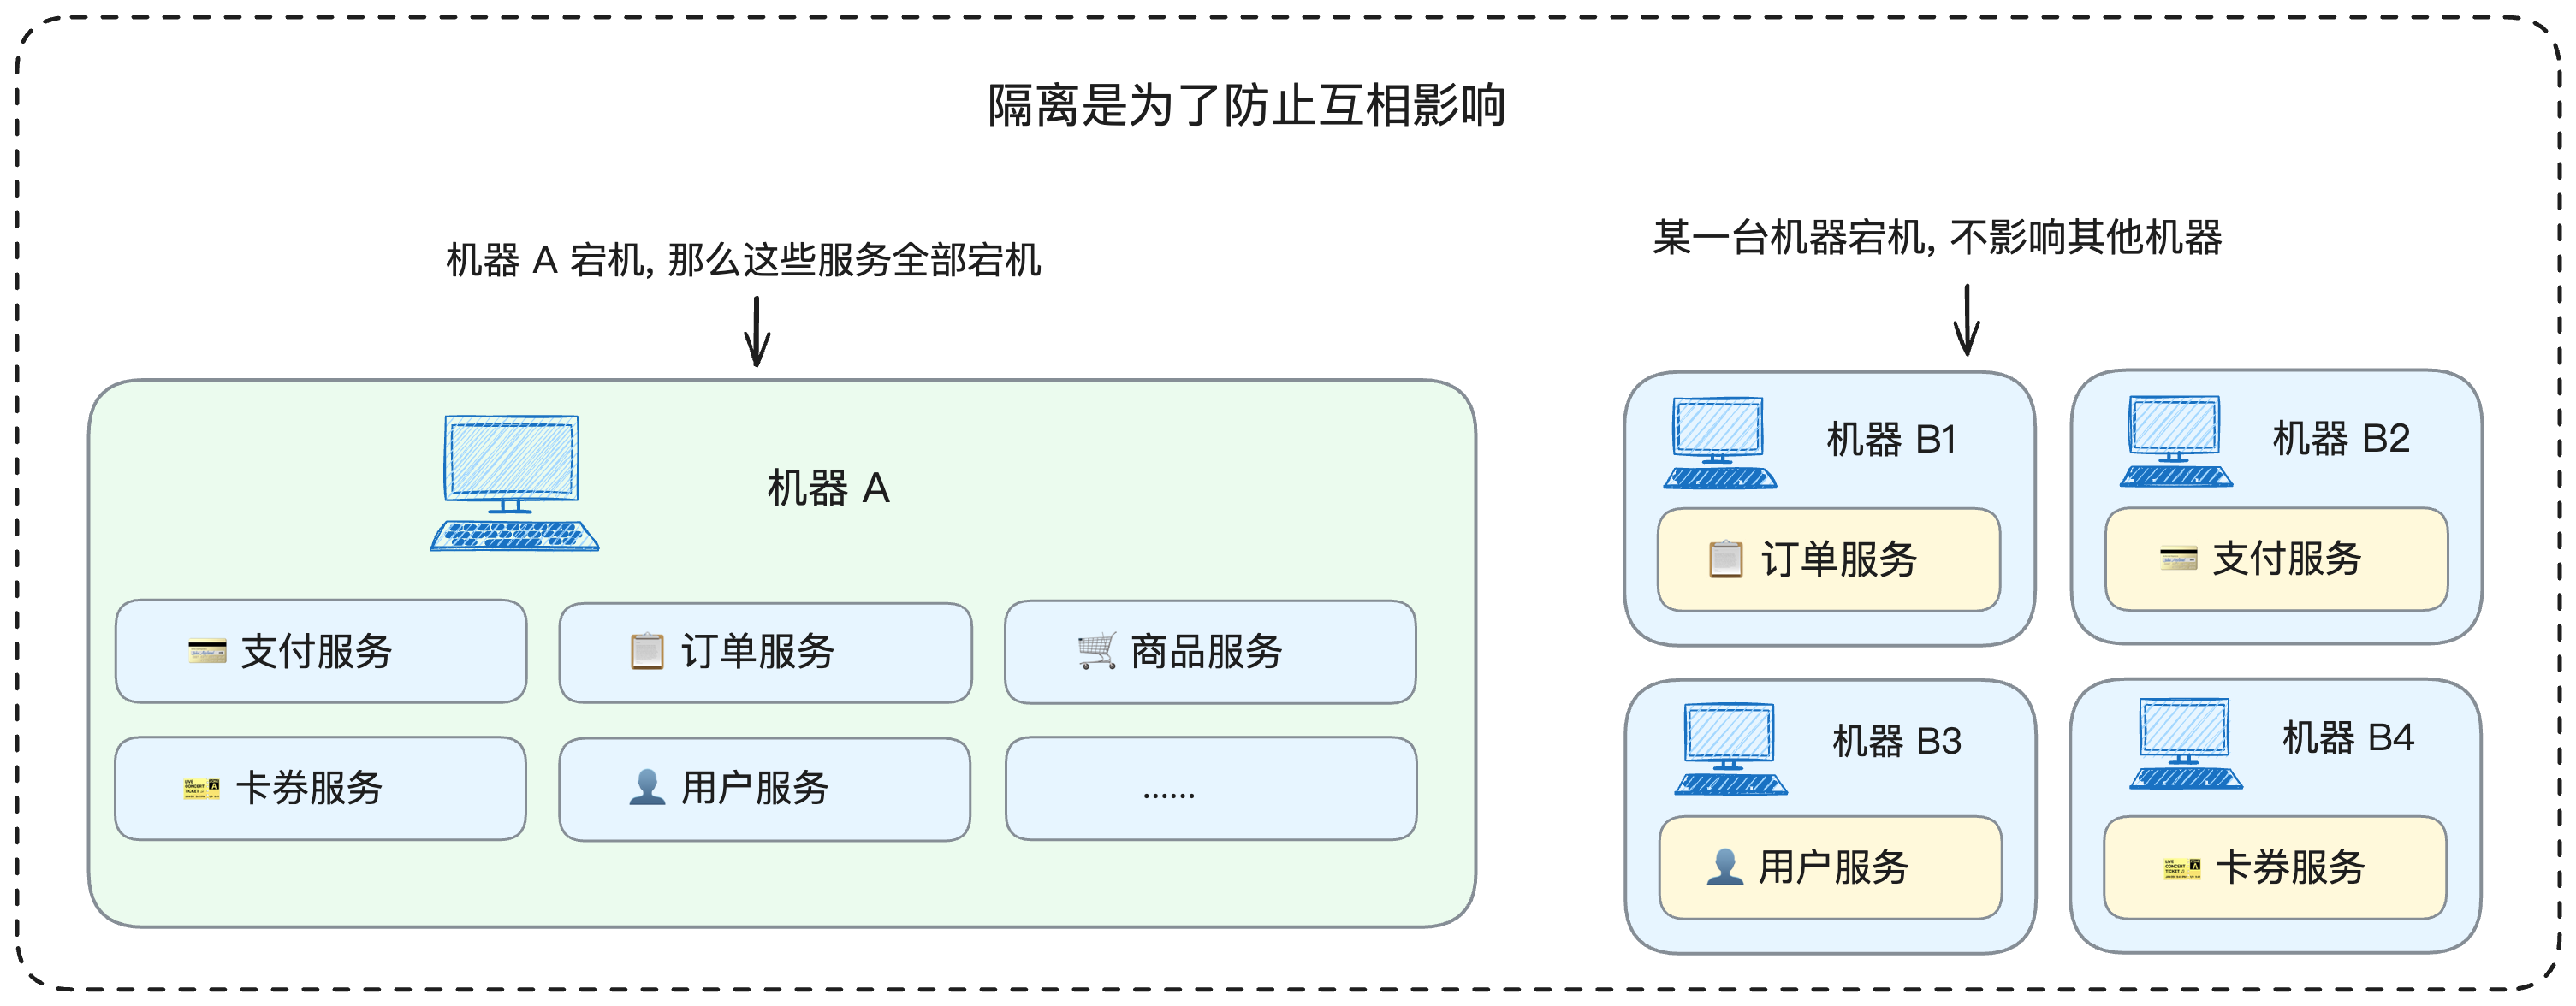 隔离是为了防止互相影响
机器 A 宕机, 那么这些服务全部宕机
机器 A
支付服务
订单服务
商品服务
卡券服务
用户服务
......
某一台机器宕机, 不影响其他机器
机器 B1
订单服务
机器 B2
支付服务
机器 B3
用户服务
机器 B4
卡券服务